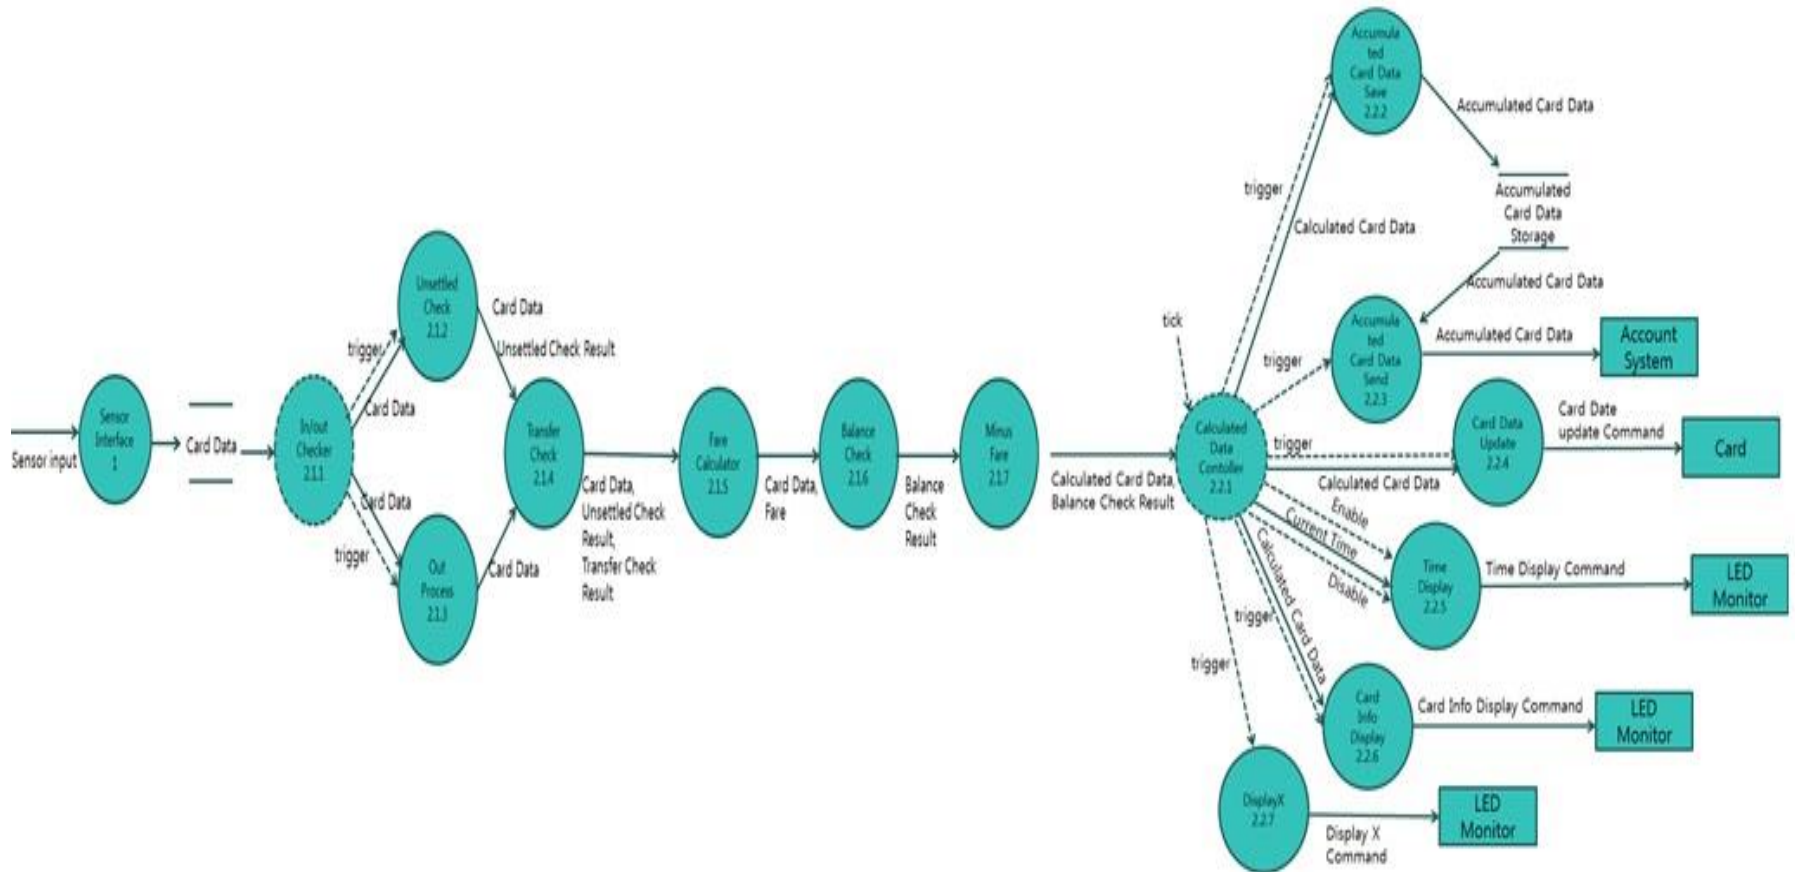 Sensor input
Sensor
Interface
1
Card Data
In/out
Checker
2.1.1
trigger
Card Data
Card Data
trigger
Unsettled
Check
2.1.2
Out
Process
2.1.3
Card Data
Unsettled Check Result
Card Data
Transfer
Check
2.1.4
Card Data,
Unsettled Check
Result,
Transfer Check
Result
Fare
Calculator
2.1.5
Card Data,
Fare
Balance
Check
2.1.6
Balance
Check
Result
Minus
Fare
2.1.7
Calculated Card Data,
Balance Check Result
tick
Calculated
Data
Contoller
2.2.1
trigger
Calculated Card Data
Accumula
ted
Card Data
Save
2.2.2
Accumulated Card Data
Accumulated
Card Data
Storage
Accumulated Card Data
trigger
Accumula
ted
Card Data
Send
2.2.3
Accumulated Card Data
Account
System
trigger
Calculated Card Data
Card Data
Update
2.2.4
Card Date
update Command
Card
Enable
Current Time
Disable
Time
Display
2.2.5
Time Display Command
LED
Monitor
Calculated Card Data
trigger
Card
Info
Display
2.2.6
Card Info Display Command
LED
Monitor
trigger
DisplayX
2.2.7
Display X
Command
LED
Monitor